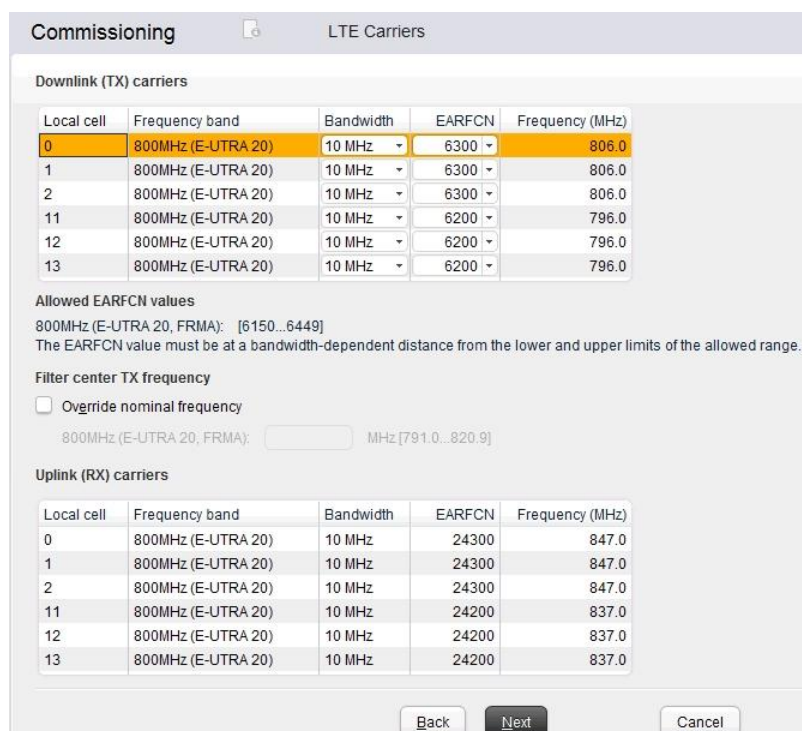 Commissioning LTE Carriers
Downlink (TX) carriers
Local cell Frequency band Bandwidth EARFCN Frequency (MHz)
0 800MHz (E-UTRA 20) 10 MHz 6300 806.0
1 800MHz (E-UTRA 20) 10 MHz 6300 806.0
2 800MHz (E-UTRA 20) 10 MHz 6300 806.0
11 800MHz (E-UTRA 20) 10 MHz 6200 796.0
12 800MHz (E-UTRA 20) 10 MHz 6200 796.0
13 800MHz (E-UTRA 20) 10 MHz 6200 796.0
Allowed EARFCN values
800MHz (E-UTRA 20, FRMA): [6150...6449]
The EARFCN value must be at a bandwidth-dependent distance from the lower and upper limits of the allowed range.
Filter center TX frequency
Override nominal frequency
800MHz (E-UTRA 20, FRMA): MHz [791.0...820.9]
Uplink (RX) carriers
Local cell Frequency band Bandwidth EARFCN Frequency (MHz)
0 800MHz (E-UTRA 20) 10 MHz 24300 847.0
1 800MHz (E-UTRA 20) 10 MHz 24300 847.0
2 800MHz (E-UTRA 20) 10 MHz 24300 847.0
11 800MHz (E-UTRA 20) 10 MHz 24200 837.0
12 800MHz (E-UTRA 20) 10 MHz 24200 837.0
13 800MHz (E-UTRA 20) 10 MHz 24200 837.0
Back Next Cancel